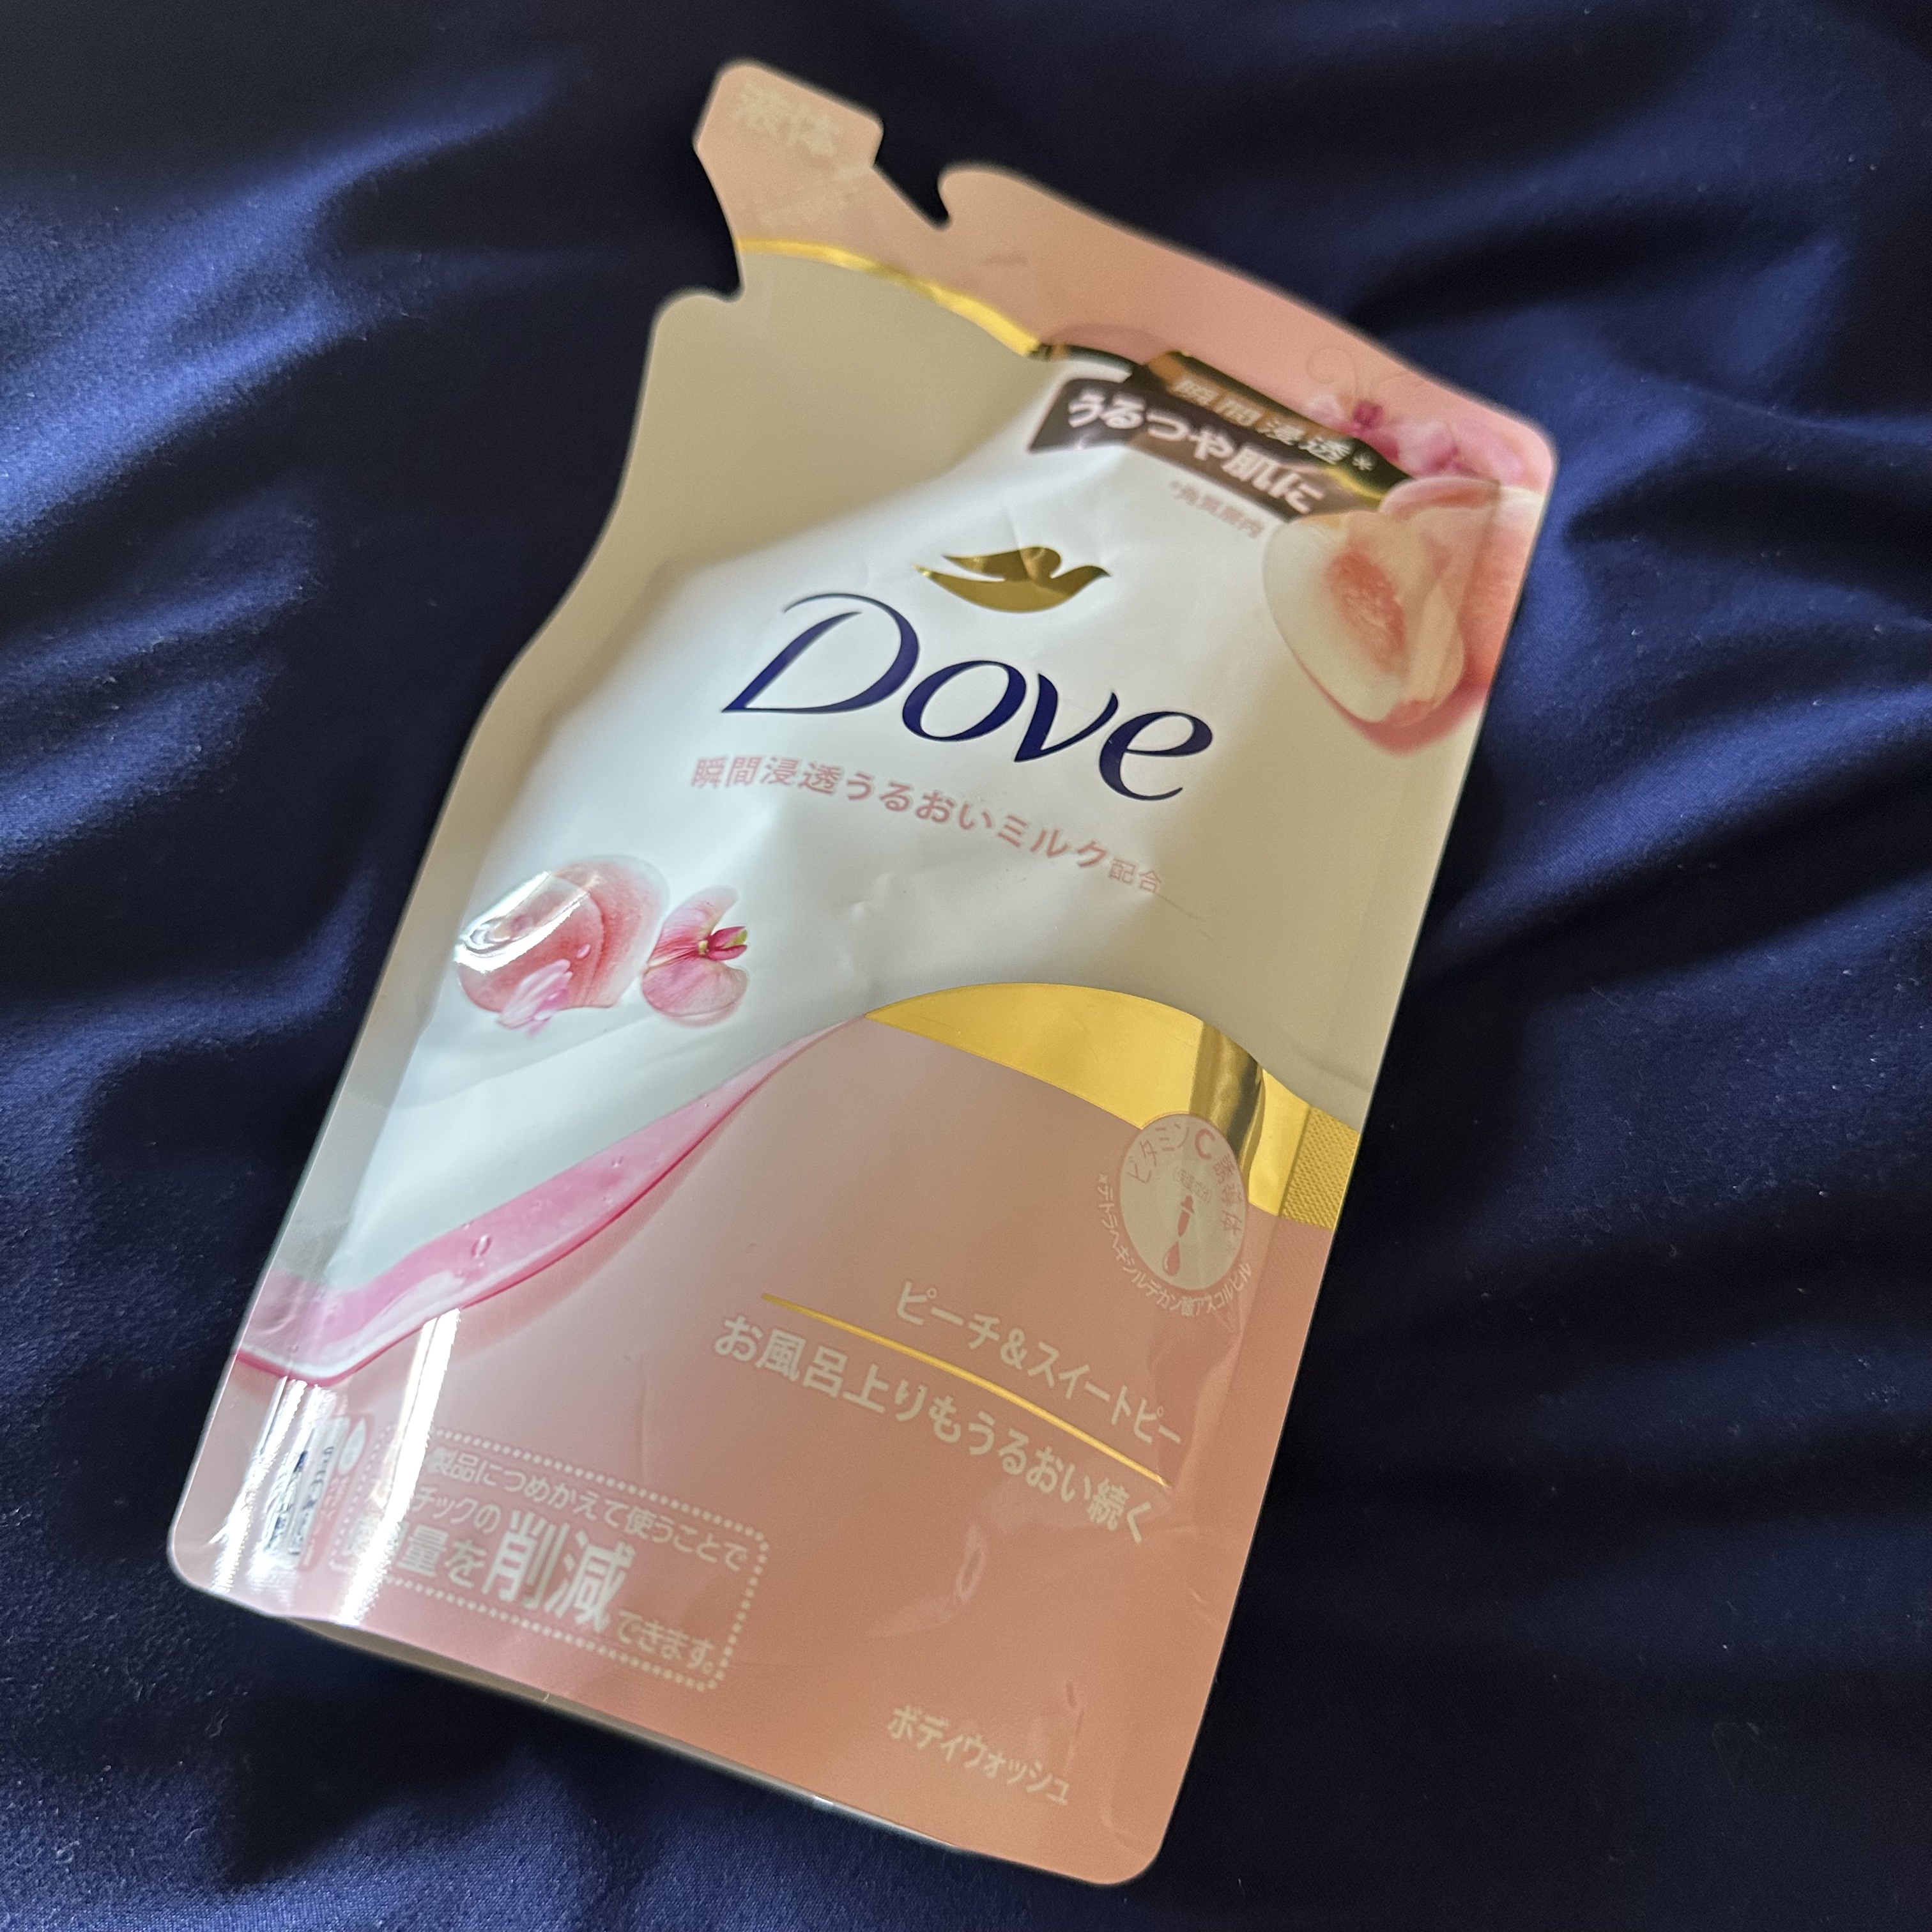 液体
瞬間浸透*
うるつや肌に
*角質層内
Dove
瞬間浸透うるおいミルク配合
ビタミンC誘導体
ピーチ&スイートピー
お風呂上りもうるおい続く
製品につめかえて使うことで
チックの
量を削減できます。
ボディウォッシュ